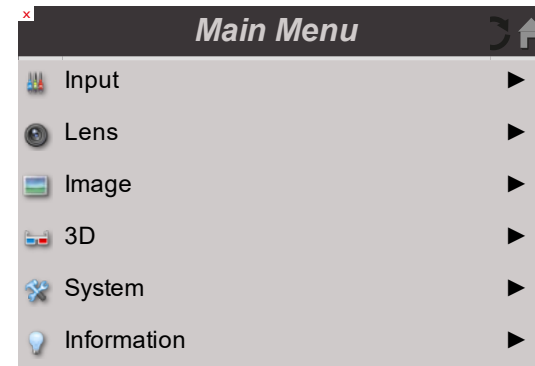 x
Main Menu
Input
Lens
Image
3D
System
Information